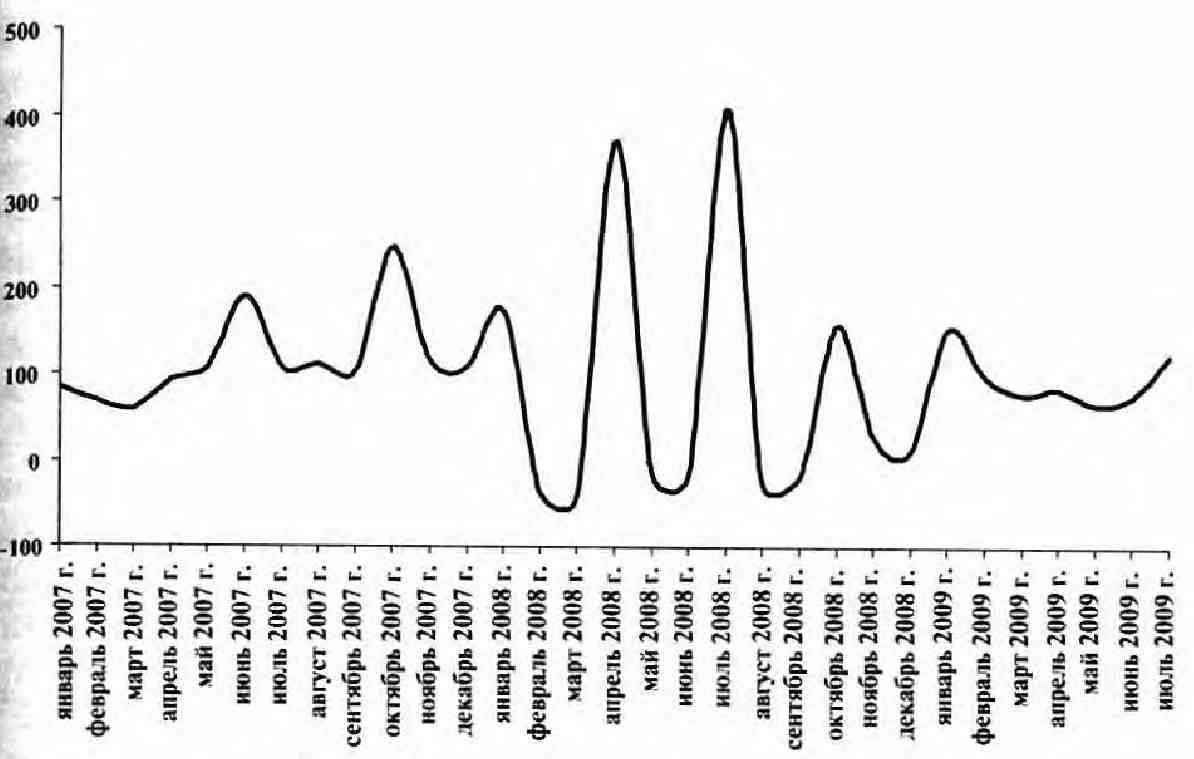 500
400
300
200
100
0
-100
январь 2007 г.
февраль 2007 г.
март 2007 г.
апрель 2007 г.
май 2007 г.
июнь 2007 г.
июль 2007 г.
август 2007 г.
сентябрь 2007 г.
октябрь 2007 г.
ноябрь 2007 г.
декабрь 2007 г.
январь 2008 г.
февраль 2008 г.
март 2008 г.
апрель 2008 г.
май 2008 г.
июнь 2008 г.
июль 2008 г.
август 2008 г.
сентябрь 2008 г.
октябрь 2008 г.
ноябрь 2008 г.
декабрь 2008 г.
январь 2009 г.
февраль 2009 г.
март 2009 г.
апрель 2009 г.
май 2009 г.
июнь 2009 г.
июль 2009 г.